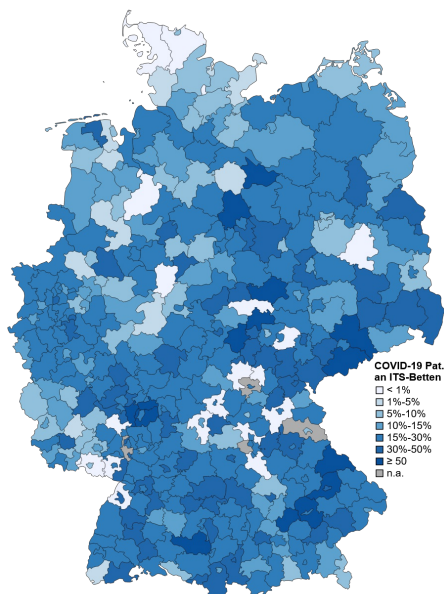 COVID-19 Pat.
an ITS-Betten
< 1%
1%-5%
5%-10%
10%-15%
15%-30%
30%-50%
≥ 50
n.a.